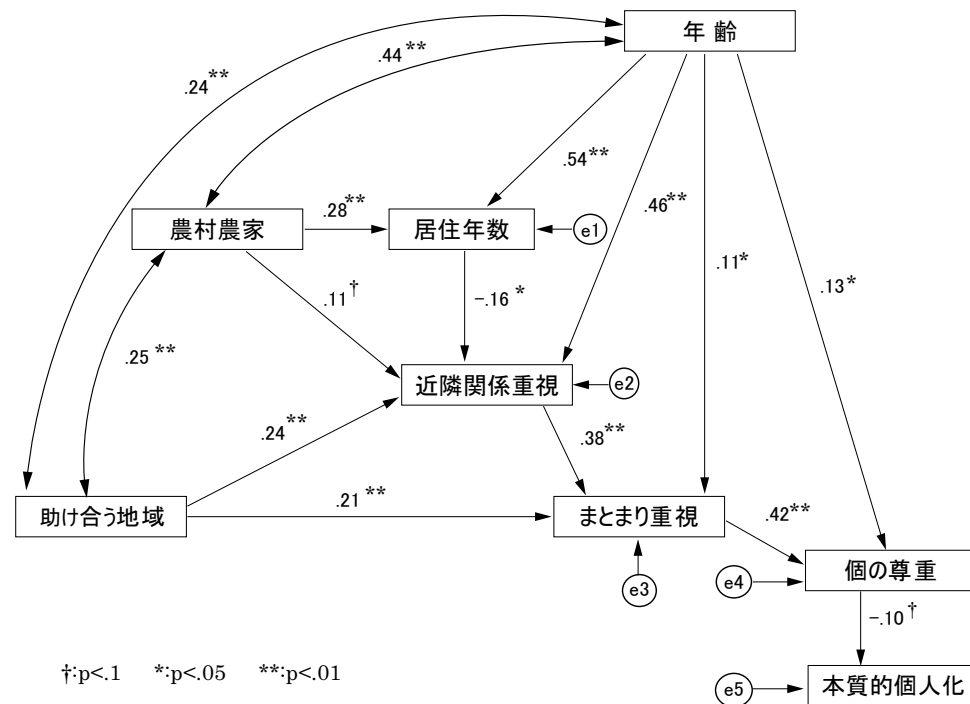 年 齢
.24**
.44**
.54**
.46**
.11*
.13*
農村農家
.28**
居住年数
e1
.11†
−.16 *
.25 **
近隣関係重視
e2
.24**
.38**
助け合う地域
.21 **
まとまり重視
.42**
e3
e4
個の尊重
−.10 †
†:p<.1 *:p<.05 **:p<.01
e5
本質的個人化